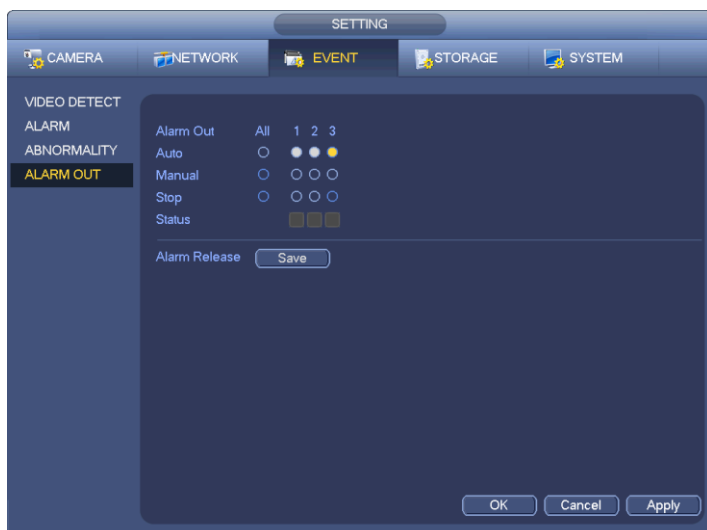 SETTING
CAMERA NETWORK EVENT STORAGE SYSTEM
VIDEO DETECT
ALARM
ABNORMALITY
ALARM OUT
Alarm Out All 1 2 3
Auto
Manual
Stop
Status
Alarm Release Save
OK Cancel Apply